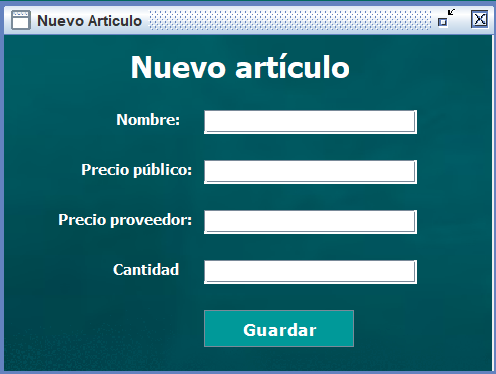 Nuevo Articulo
Nuevo artículo
Nombre:
Precio público:
Precio proveedor:
Cantidad
Guardar